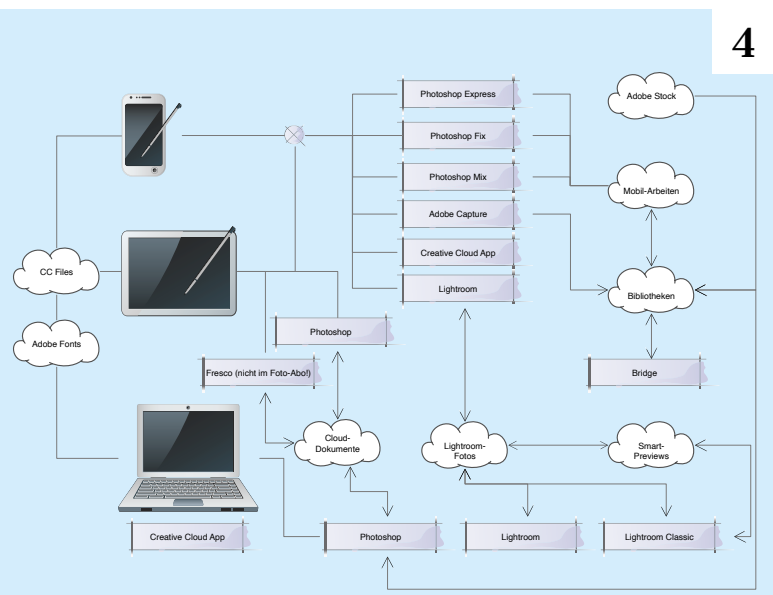 4
Photoshop Express
Adobe Stock
Photoshop Fix
Photoshop Mix
Mobil-Arbeiten
Adobe Capture
Creative Cloud App
CC Files
Lightroom
Bibliotheken
Photoshop
Adobe Fonts
Fresco (nicht im Foto-Abo!)
Bridge
Cloud-
Dokumente
Lightroom-
Fotos
Smart-
Previews
Creative Cloud App
Photoshop
Lightroom
Lightroom Classic